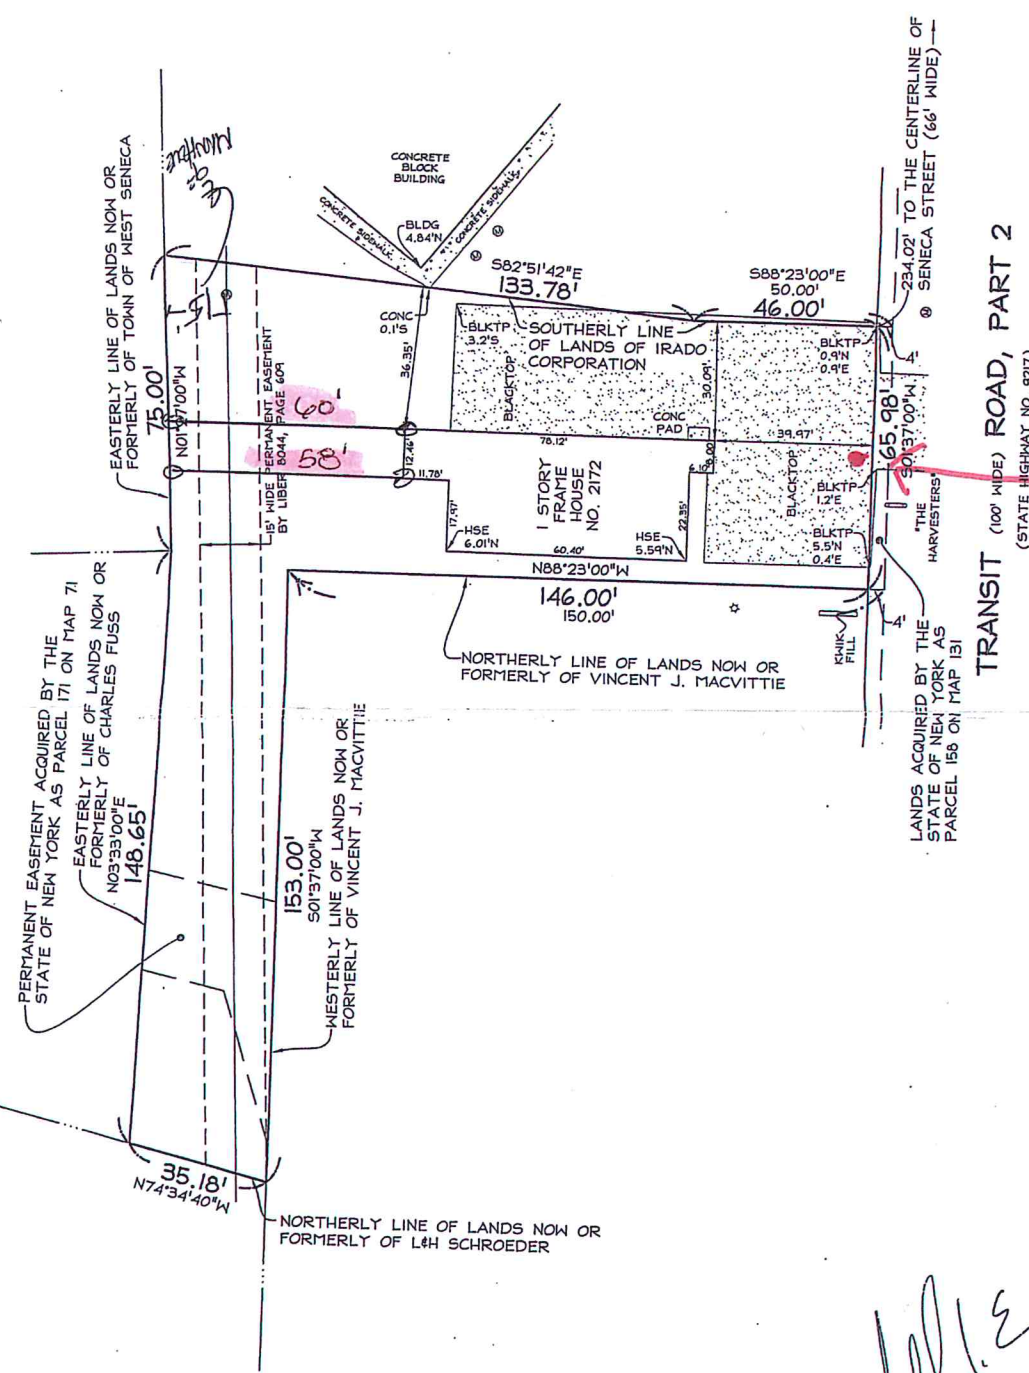 EASTERLY LINE OF LANDS NOW OR
FORMERLY OF TOWN OF WEST SENECA
MANHOLE
75.00'
N01°37'00"W
15'
15' WIDE PERMANENT EASEMENT
BY LIBER 8044, PAGE 609
60'
58'
CONCRETE
BLOCK
BUILDING
CONCRETE SIDEWALK
CONCRETE SIDEWALK
BLDG
4.84'N
CONC
0.1'S
36.35'
12.46'
11.78'
S82°51'42"E
133.78'
S88°23'00"E
50.00'
46.00'
234.02' TO THE CENTERLINE OF
SENECA STREET (66' WIDE)
BLKTP
3.2'S
SOUTHERLY LINE
OF LANDS OF IRADO
CORPORATION
BLACKTOP
BLKTP
0.9'N
0.9'E
4'
30.09'
CONC
PAD
78.12'
39.97'
8.00'
65.98'
S01°37'00"W
1 STORY
FRAME
HOUSE
NO. 2172
17.97'
HSE
6.01'N
60.40'
HSE
5.59'N
22.35'
BLACKTOP
BLKTP
1.2'E
BLKTP
5.5'N
0.4'E
"THE
HARVESTERS"
N88°23'00"W
146.00'
150.00'
KWIK
FILL
4'
TRANSIT (100' WIDE) ROAD, PART 2
(STATE HIGHWAY NO. 9217)
NORTHERLY LINE OF LANDS NOW OR
FORMERLY OF VINCENT J. MACVITTIE
LANDS ACQUIRED BY THE
STATE OF NEW YORK AS
PARCEL 158 ON MAP 131
PERMANENT EASEMENT ACQUIRED BY THE
STATE OF NEW YORK AS PARCEL 171 ON MAP 71
EASTERLY LINE OF LANDS NOW OR
FORMERLY OF CHARLES FUSS
N03°33'00"E
148.65'
153.00'
S01°37'00"W
WESTERLY LINE OF LANDS NOW OR
FORMERLY OF VINCENT J. MACVITTIE
35.18'
N74°34'40"W
NORTHERLY LINE OF LANDS NOW OR
FORMERLY OF L&H SCHROEDER